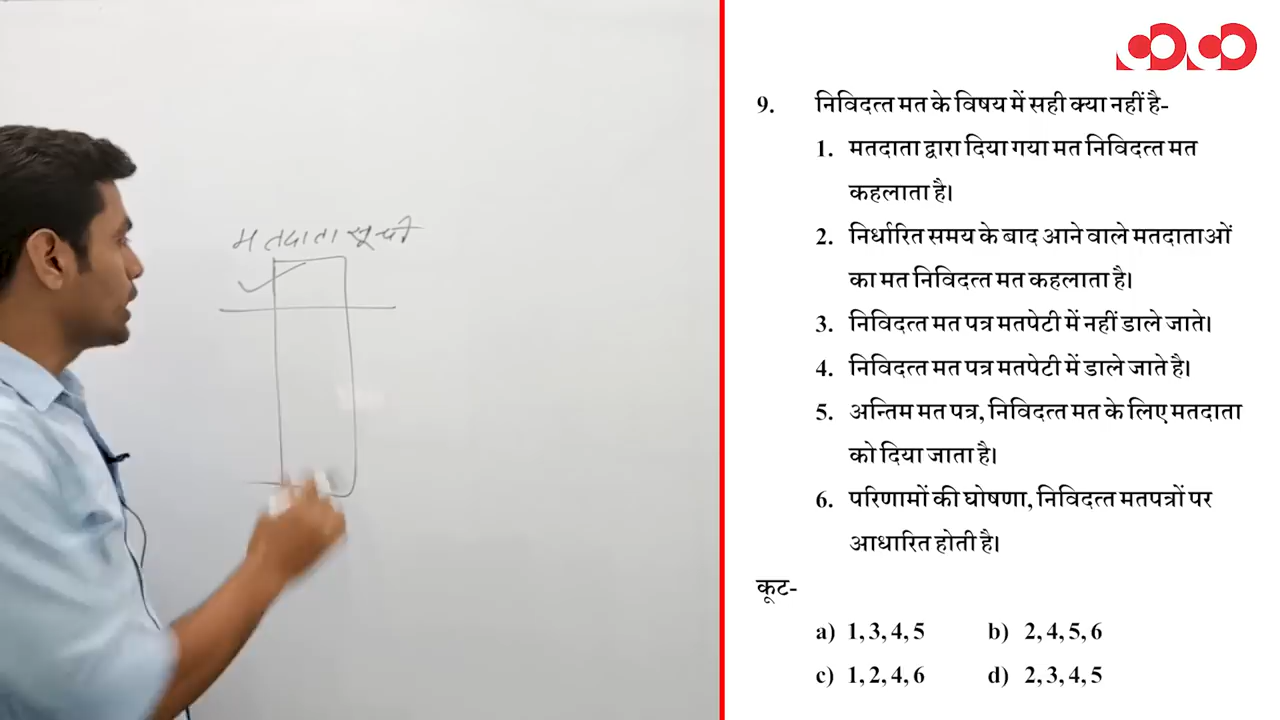 मतदाता सूची
9. निविदत्त मत के विषय में सही क्या नहीं है-
1. मतदाता द्वारा दिया गया मत निविदत्त मत
कहलाता है।
2. निर्धारित समय के बाद आने वाले मतदाताओं
का मत निविदत्त मत कहलाता है।
3. निविदत्त मत पत्र मतपेटी में नहीं डाले जाते।
4. निविदत्त मत पत्र मतपेटी में डाले जाते है।
5. अन्तिम मत पत्र, निविदत्त मत के लिए मतदाता
को दिया जाता है।
6. परिणामों की घोषणा, निविदत्त मतपत्रों पर
आधारित होती है।
कूट-
a) 1, 3, 4, 5 b) 2, 4, 5, 6
c) 1, 2, 4, 6 d) 2, 3, 4, 5